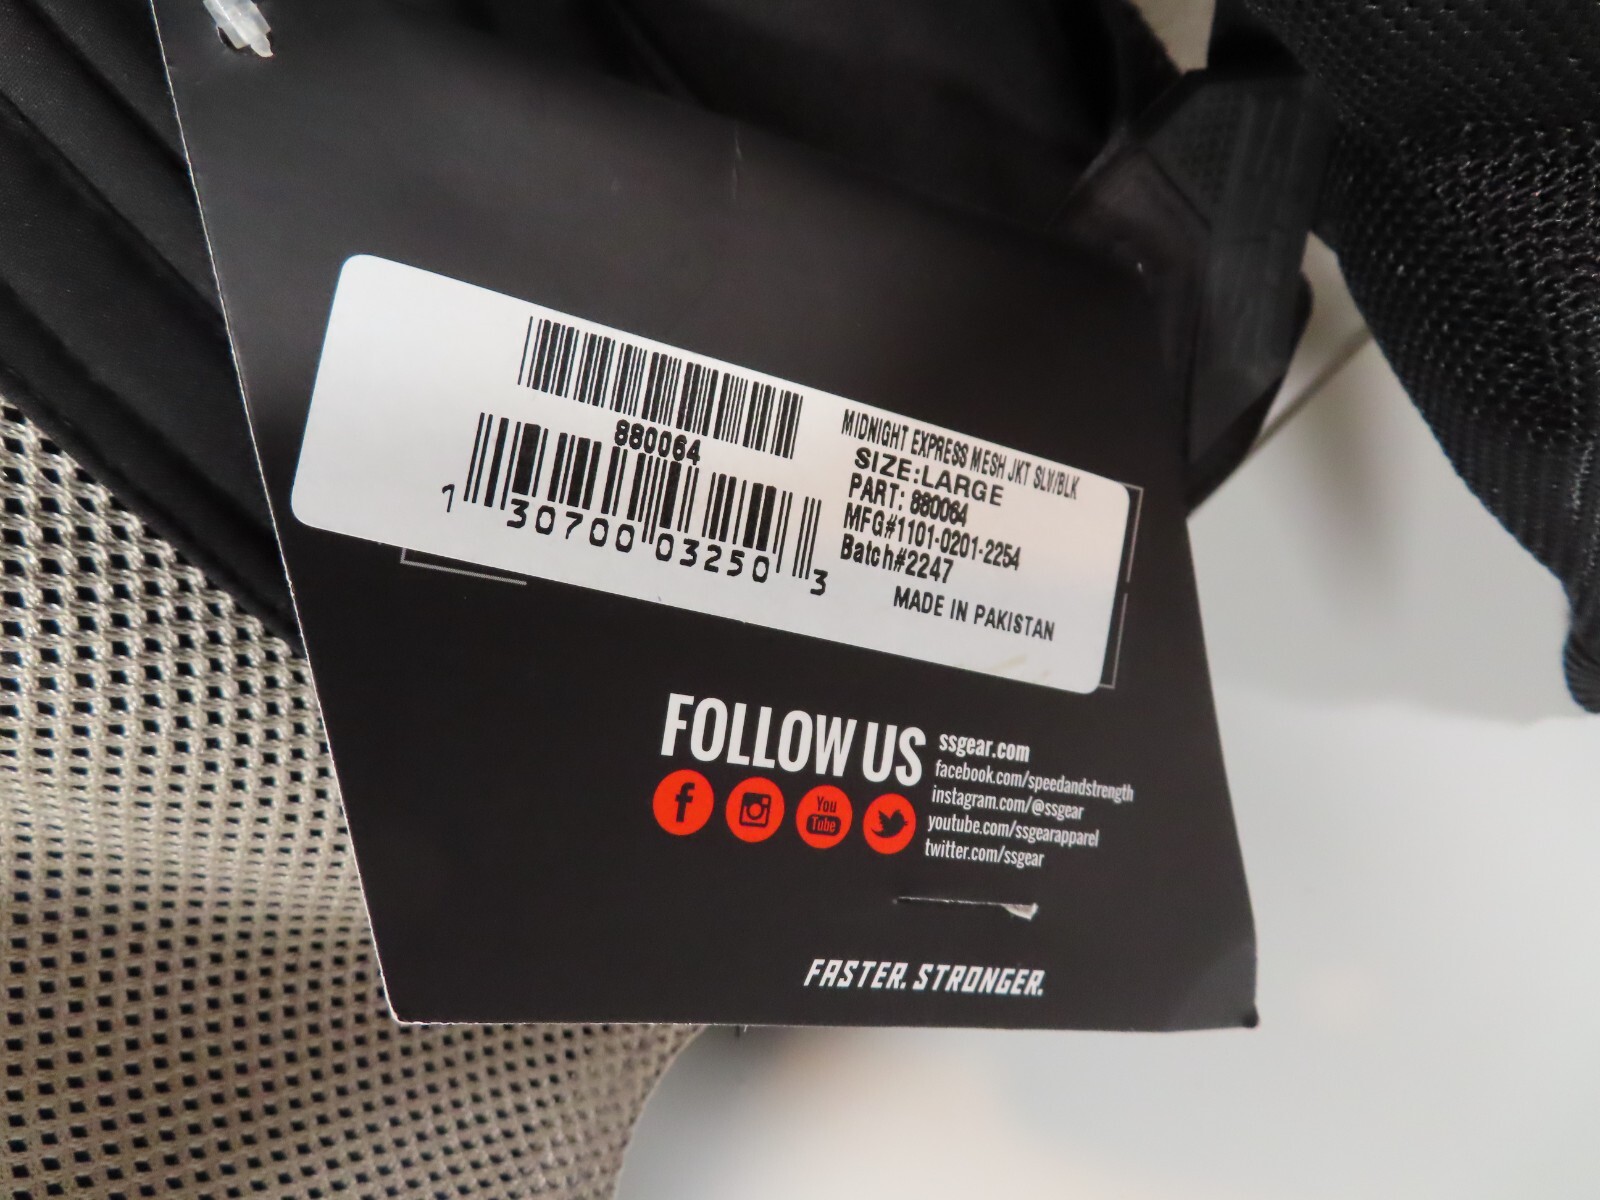 880064
1 30700 03250 3
MIDNIGHT EXPRESS MESH JKT SLV/BLK
SIZE:LARGE
PART: 880064
MFG#1101-0201-2254
Batch#2247
MADE IN PAKISTAN
FOLLOW US
You
Tube
ssgear.com
facebook.com/speedandstrength
instagram.com/@ssgear
youtube.com/ssgearapparel
twitter.com/ssgear
FASTER. STRONGER.